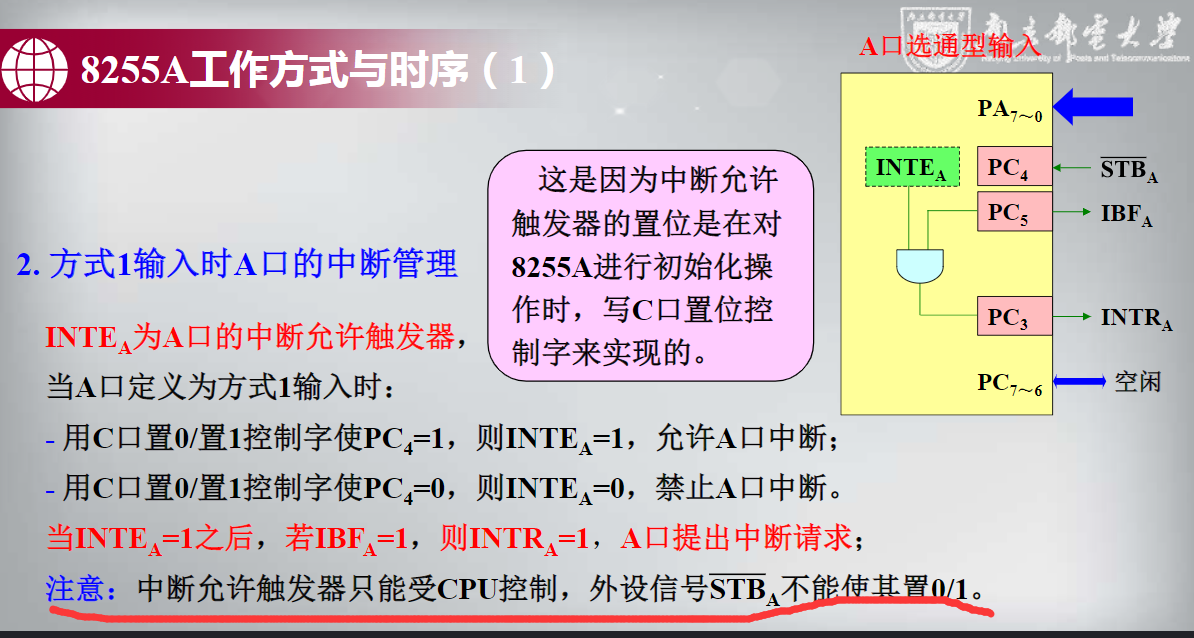 8255A工作方式与时序（1）
南京邮电大学
Nanjing University of Posts and Telecommunications
A口选通型输入
PA7～0
INTEA
PC4
STBA
PC5
IBFA
PC3
INTRA
PC7～6
空闲
这是因为中断允许
触发器的置位是在对
8255A进行初始化操
作时，写C口置位控
制字来实现的。
2. 方式1输入时A口的中断管理
INTEA为A口的中断允许触发器，
当A口定义为方式1输入时：
- 用C口置0/置1控制字使PC4=1，则INTEA=1，允许A口中断；
- 用C口置0/置1控制字使PC4=0，则INTEA=0，禁止A口中断。
当INTEA=1之后，若IBFA=1，则INTRA=1，A口提出中断请求；
注意：中断允许触发器只能受CPU控制，外设信号STBA不能使其置0/1。